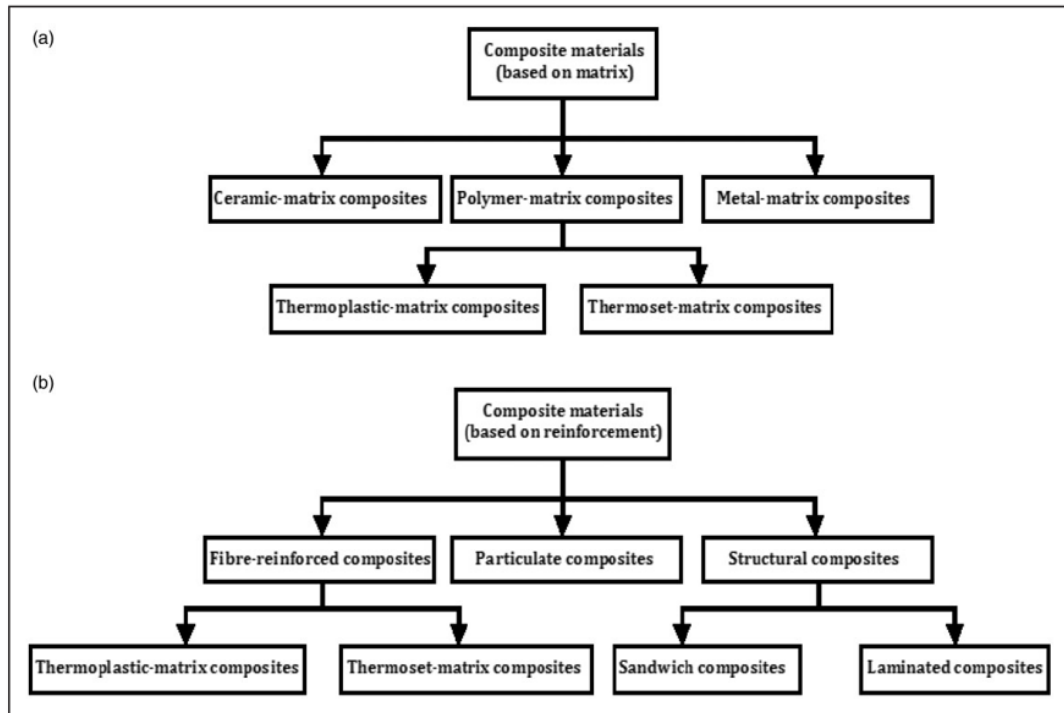 (a)
Composite materials
(based on matrix)
Ceramic-matrix composites
Polymer-matrix composites
Metal-matrix composites
Thermoplastic-matrix composites
Thermoset-matrix composites
(b)
Composite materials
(based on reinforcement)
Fibre-reinforced composites
Particulate composites
Structural composites
Thermoplastic-matrix composites
Thermoset-matrix composites
Sandwich composites
Laminated composites